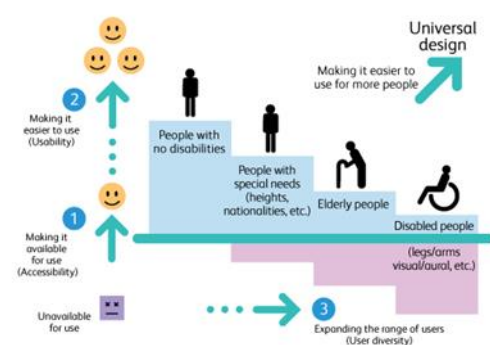 Universal
design
Making it easier to
use for more people
2
Making it
easier to use
(Usability)
People with
no disabilities
People with
special needs
(heights,
nationalities, etc.)
Elderly people
Disabled people
(legs/arms
visual/aural, etc.)
1
Making it
available
for use
(Accessibility)
Unavailable
for use
3
Expanding the range of users
(User diversity)